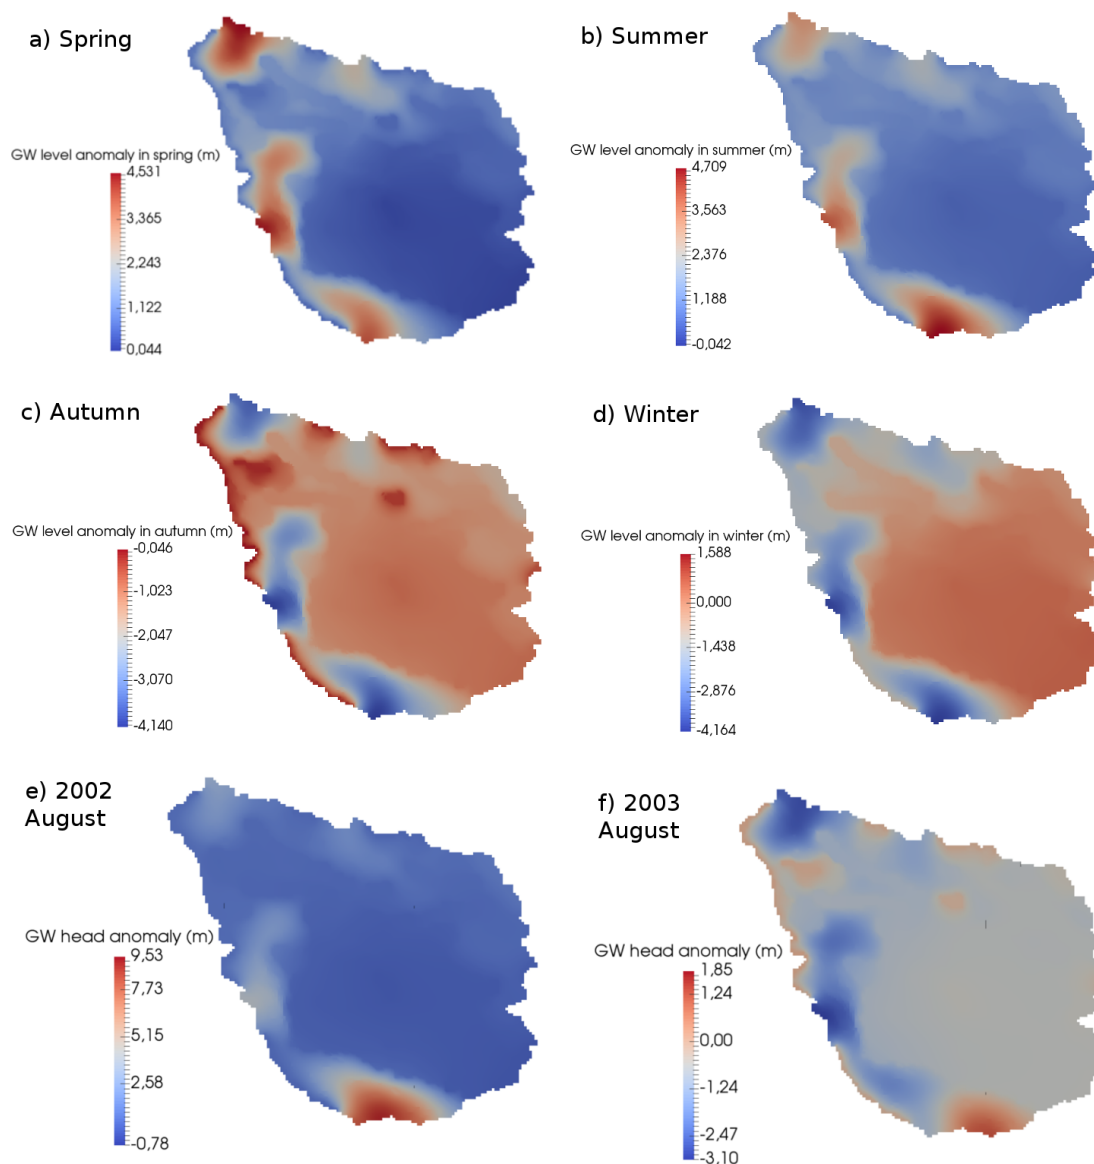 a) Spring
GW level anomaly in spring (m)
4,531
3,365
2,243
1,122
0,044
b) Summer
GW level anomaly in summer (m)
4,709
3,563
2,376
1,188
-0,042
c) Autumn
GW level anomaly in autumn (m)
-0,046
-1,023
-2,047
-3,070
-4,140
d) Winter
GW level anomaly in winter (m)
1,588
0,000
-1,438
-2,876
-4,164
e) 2002
August
GW head anomaly (m)
9,53
7,73
5,15
2,58
-0,78
f) 2003
August
GW head anomaly (m)
1,85
1,24
0,00
-1,24
-2,47
-3,10